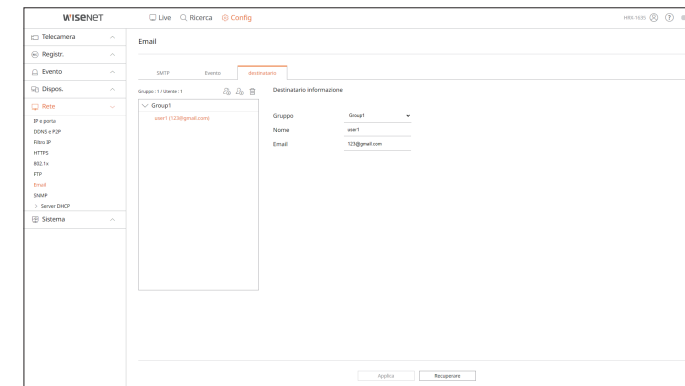 WISENET
Live Ricerca Config
HRX-1635
Telecamera
Registr.
Evento
Dispos.
Rete
IP e porta
DDNS e P2P
Filtro IP
HTTPS
802.1x
FTP
Email
SNMP
> Server DHCP
Sistema
Email
SMTP Evento destinatario
Gruppo : 1 / Utente : 1
Group1
user1 (123@gmail.com)
Destinatario informazione
Gruppo Group1
Nome user1
Email 123@gmail.com
Applica Recuperare